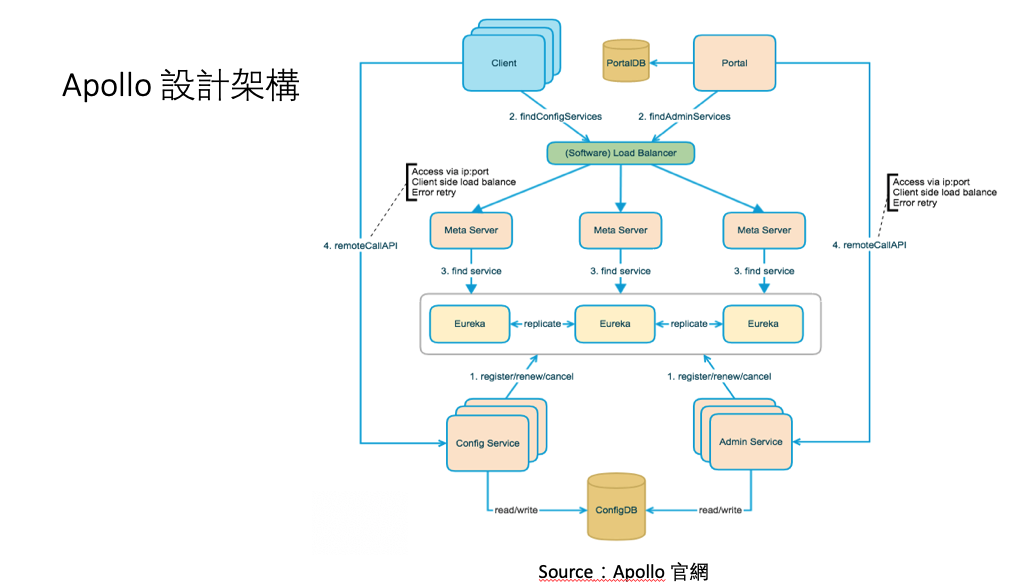 Apollo 設計架構
Client
PortalDB
Portal
2. findConfigServices
2. findAdminServices
(Software) Load Balancer
Access via ip:port
Client side load balance
Error retry
Access via ip:port
Client side load balance
Error retry
Meta Server
Meta Server
Meta Server
4. remoteCallAPI
4. remoteCallAPI
3. find service
3. find service
3. find service
Eureka
replicate
Eureka
replicate
Eureka
1. register/renew/cancel
1. register/renew/cancel
Config Service
Admin Service
read/write
ConfigDB
read/write
Source：Apollo 官網